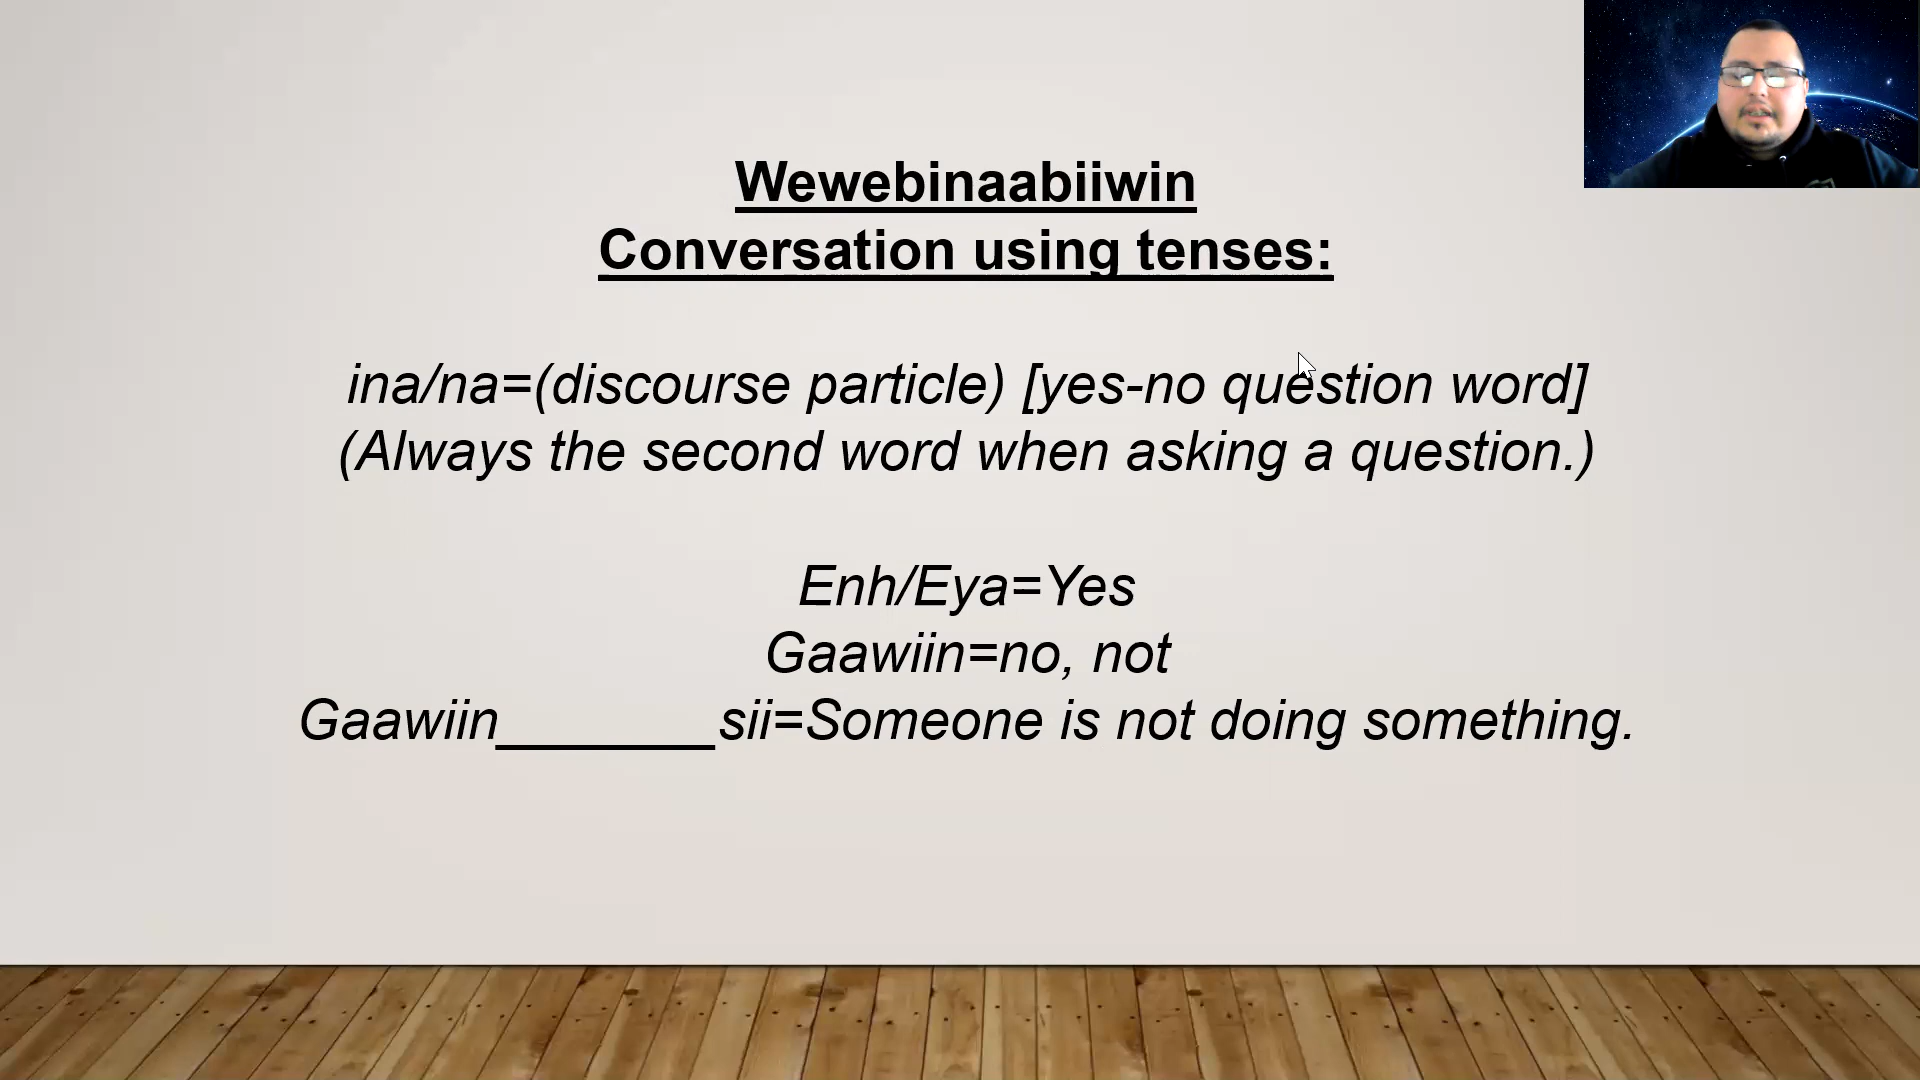 Wewebinaabiiwin
Conversation using tenses:
ina/na=(discourse particle) [yes-no question word]
(Always the second word when asking a question.)
Enh/Eya=Yes
Gaawiin=no, not
Gaawiin_______sii=Someone is not doing something.